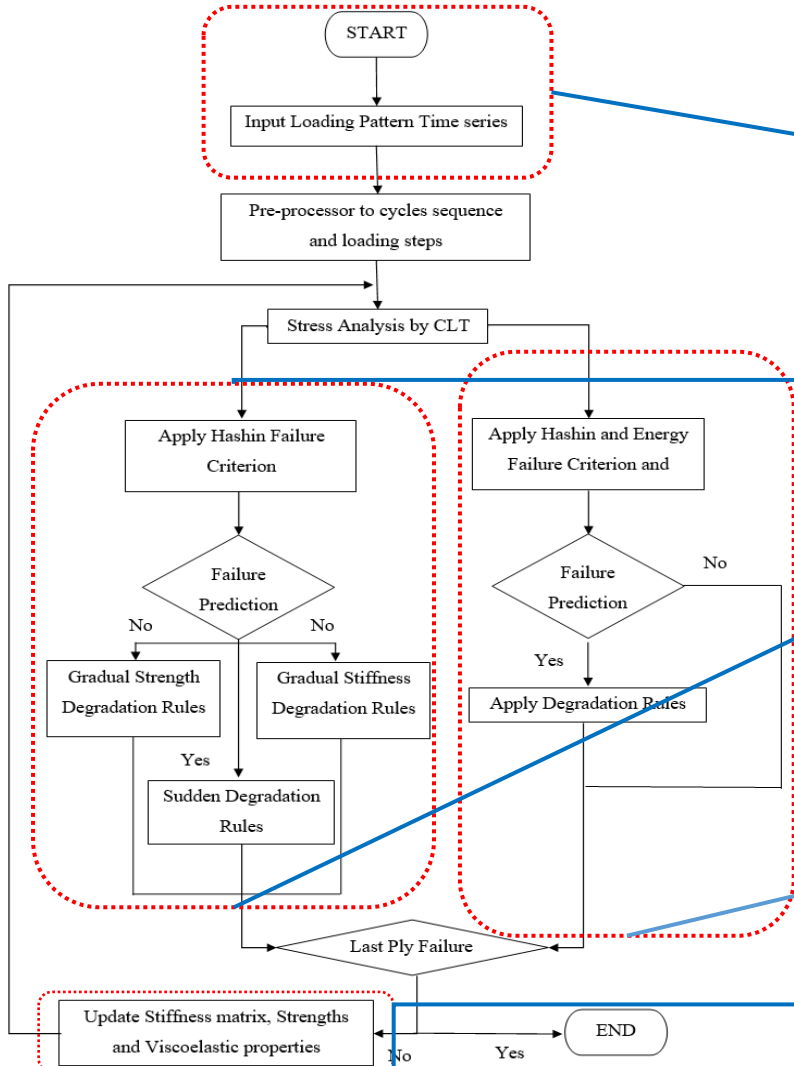 START
Input Loading Pattern Time series
Pre-processor to cycles sequence
and loading steps
Stress Analysis by CLT
Apply Hashin Failure
Criterion
Apply Hashin and Energy
Failure Criterion and
Failure
Prediction
No
No
Failure
Prediction
No
Yes
Gradual Strength
Degradation Rules
Gradual Stiffness
Degradation Rules
Apply Degradation Rules
Yes
Sudden Degradation
Rules
Last Ply Failure
Update Stiffness matrix, Strengths
and Viscoelastic properties
No
Yes
END